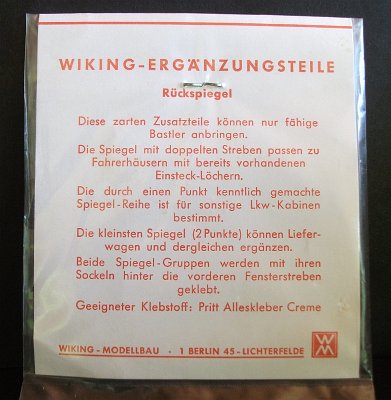 WIKING-ERGÄNZUNGSTEILE
Rückspiegel
Diese zarten Zusatzteile können nur fähige
Bastler anbringen.
Die Spiegel mit doppelten Streben passen zu
Fahrerhäusern mit bereits vorhandenen
Einsteck-Löchern.
Die durch einen Punkt kenntlich gemachte
Spiegel-Reihe ist für sonstige Lkw-Kabinen
bestimmt.
Die kleinsten Spiegel (2 Punkte) können Liefer-
wagen und dergleichen ergänzen.
Beide Spiegel-Gruppen werden mit ihren
Sockeln hinter die vorderen Fensterstreben
geklebt.
Geeigneter Klebstoff: Pritt Alleskleber Creme
WIKING-MODELLBAU · 1 BERLIN 45-LICHTERFELDE
WM